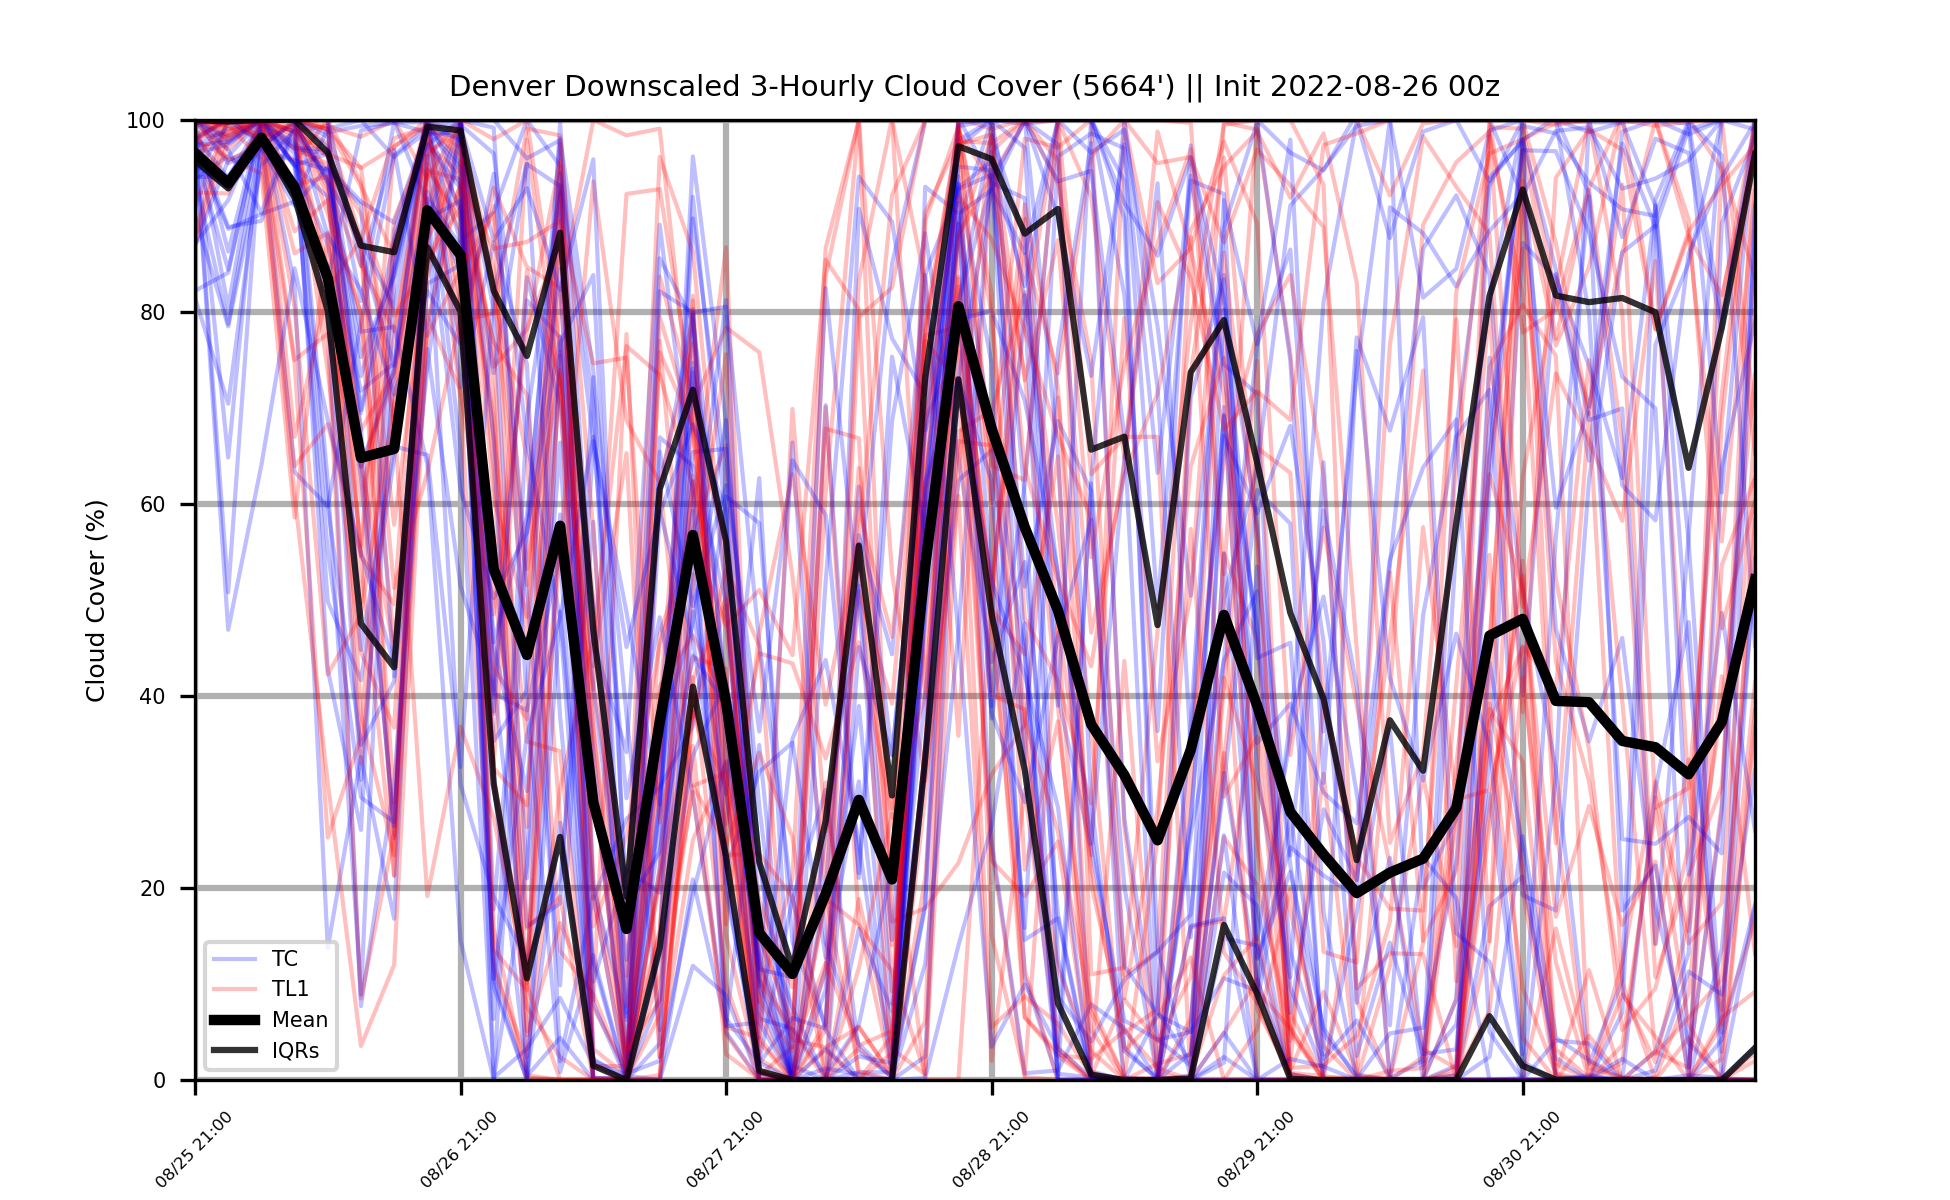 Denver Downscaled 3-Hourly Cloud Cover (5664') || Init 2022-08-26 00z
Cloud Cover (%)
100
80
60
40
20
0
TC
TL1
Mean
IQRs
08/25 21:00
08/26 21:00
08/27 21:00
08/28 21:00
08/29 21:00
08/30 21:00